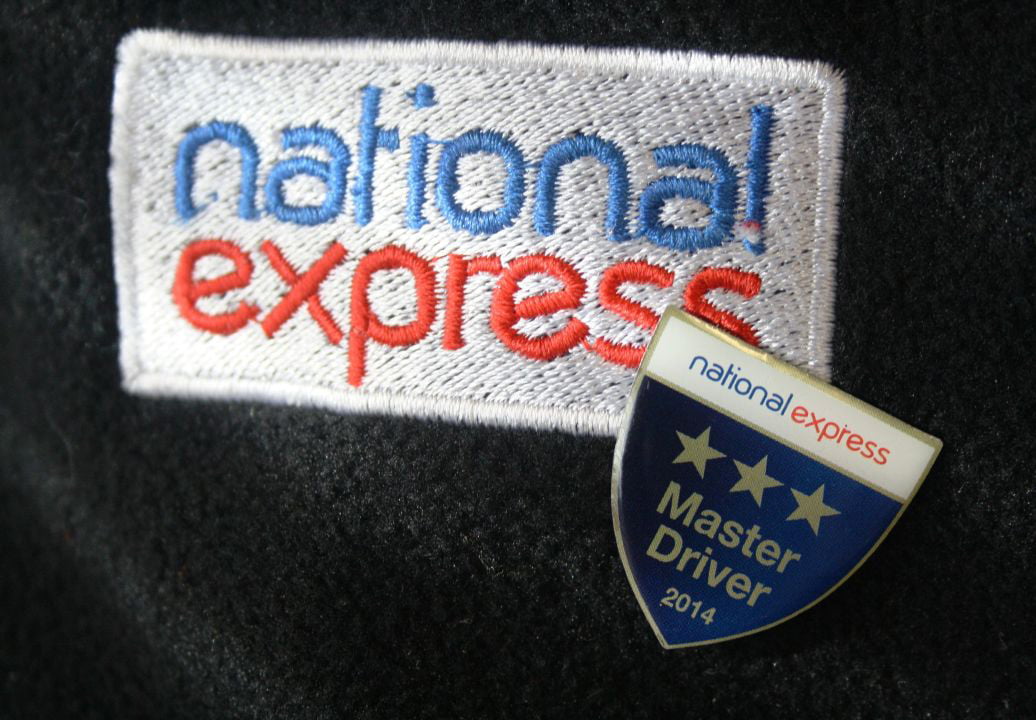 national
express
national express
Master
Driver
2014